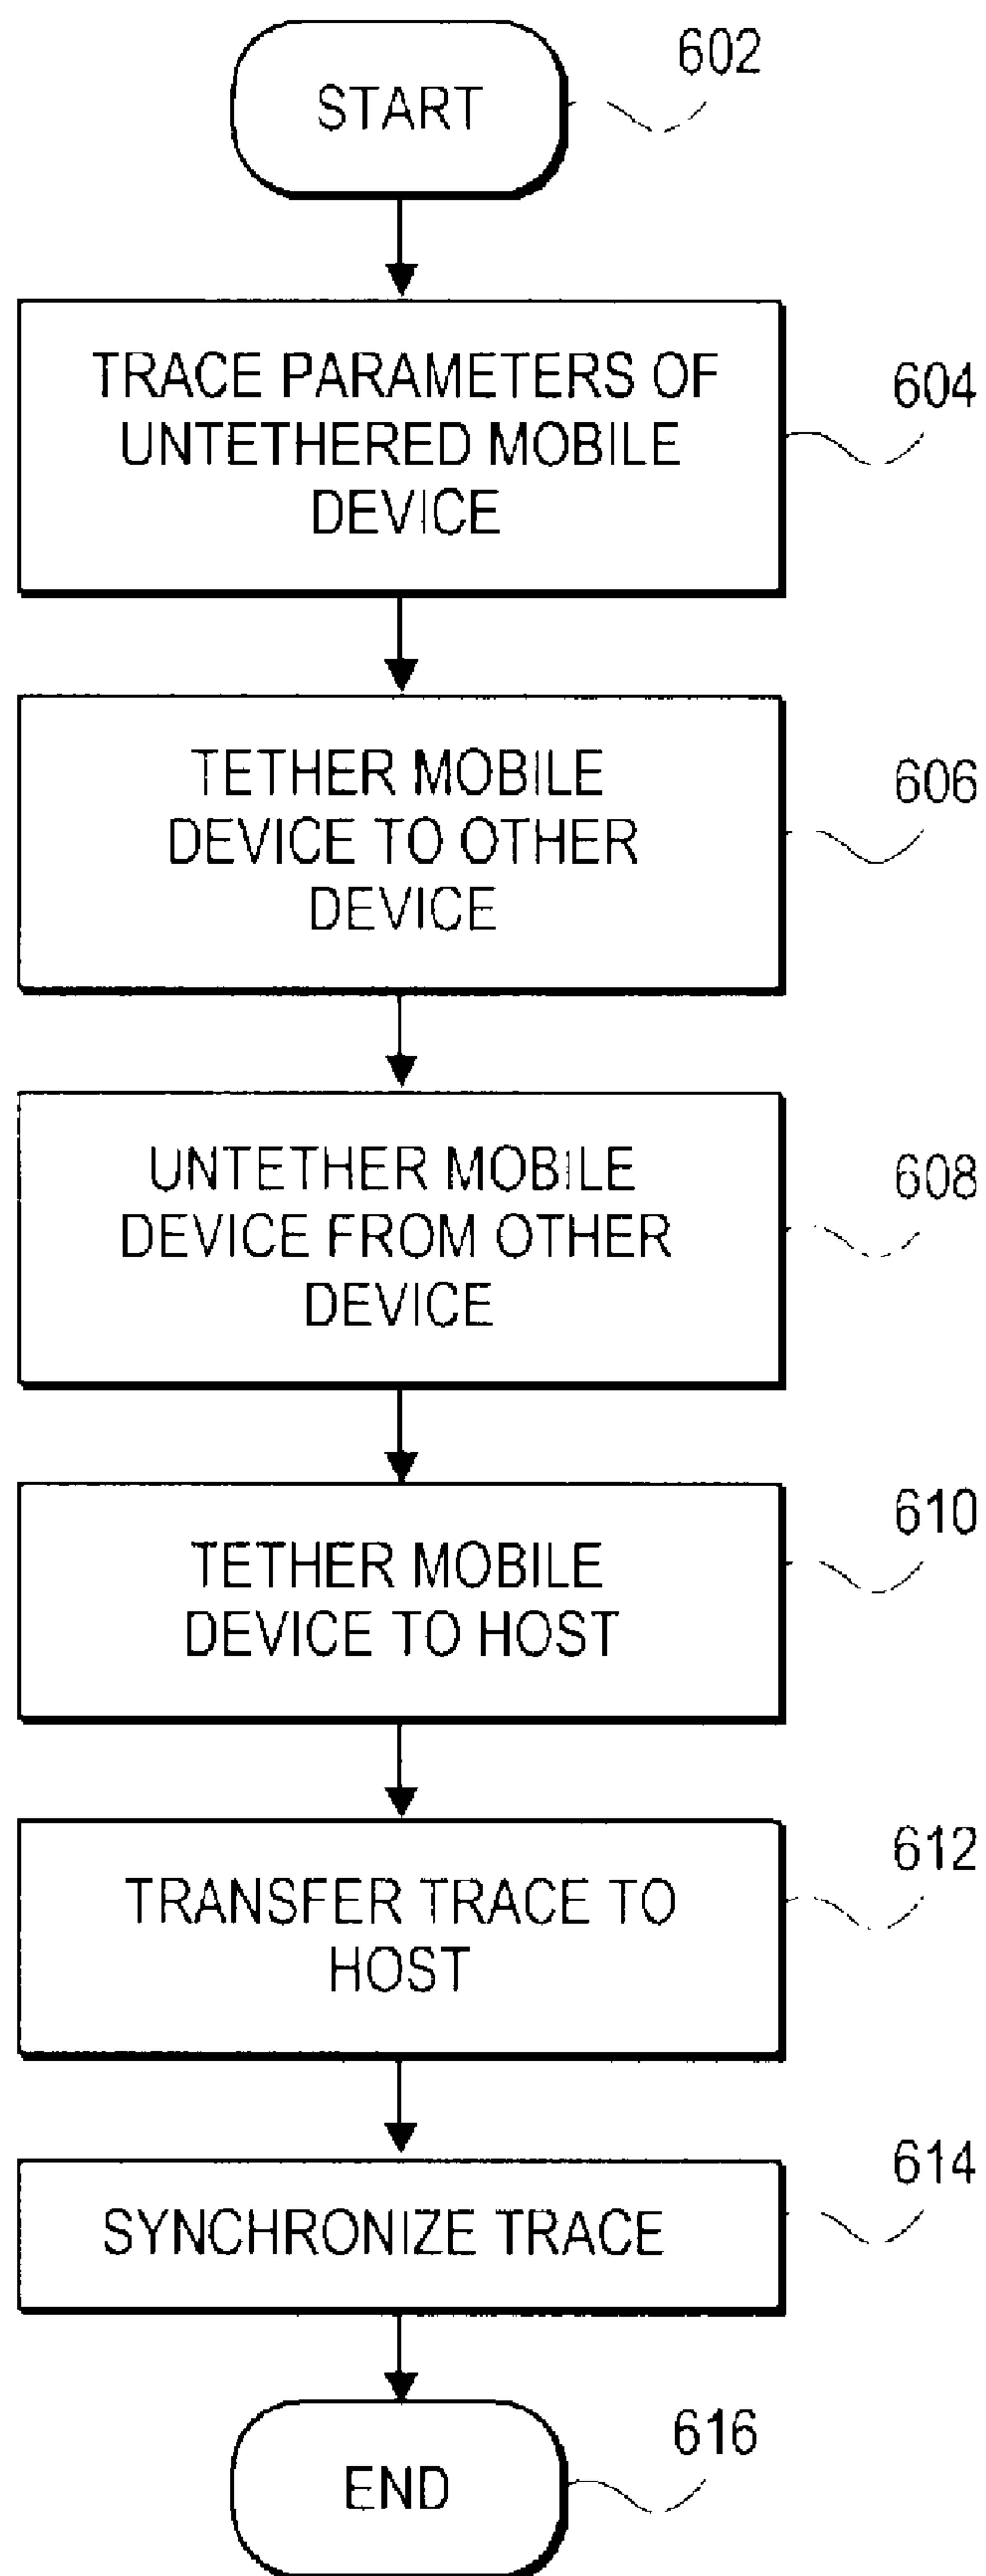 START
602
TRACE PARAMETERS OF
UNTETHERED MOBILE
DEVICE
604
TETHER MOBILE
DEVICE TO OTHER
DEVICE
606
UNTETHER MOBILE
DEVICE FROM OTHER
DEVICE
608
TETHER MOBILE
DEVICE TO HOST
610
TRANSFER TRACE TO
HOST
612
SYNCHRONIZE TRACE
614
END
616